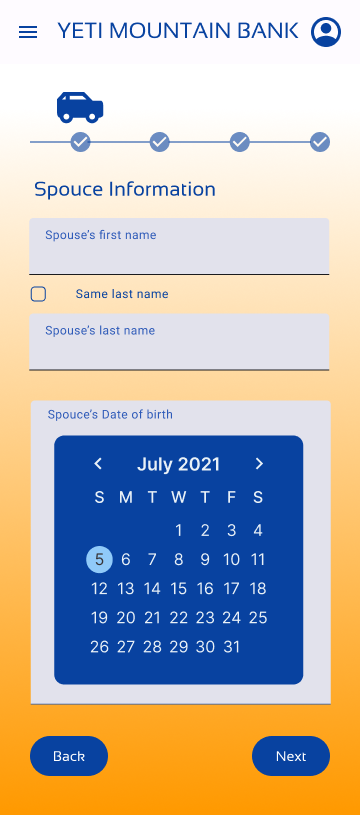 YETI MOUNTAIN BANK
Spouce Information
Spouse's first name
Same last name
Spouse's last name
Spouce's Date of birth
July 2021
S M T W T F S
1 2 3 4
5 6 7 8 9 10 11
12 13 14 15 16 17 18
19 20 21 22 23 24 25
26 27 28 29 30 31
Back Next